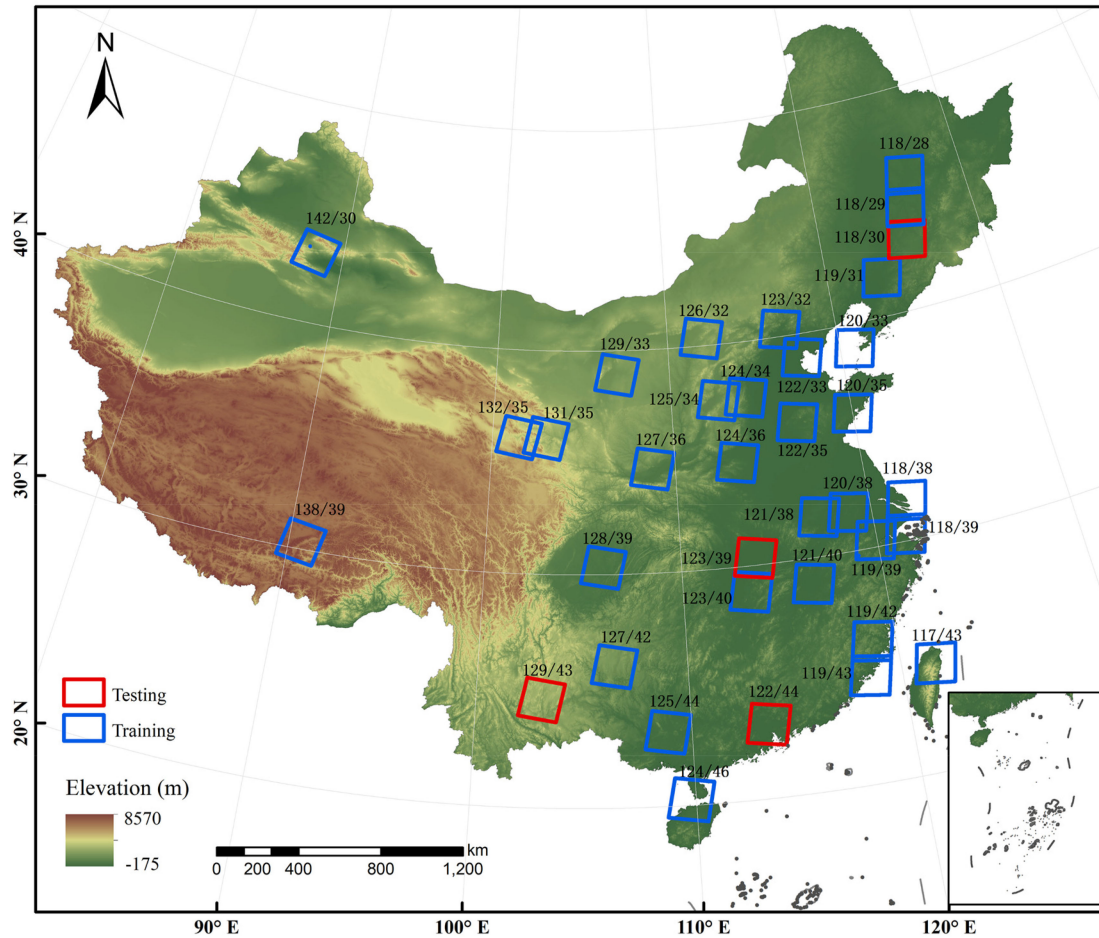 N
118/28
142/30
118/29
40° N
118/30
119/31
126/32
123/32
120/33
129/33
124/34
122/33
125/34
120/35
132/35
131/35
124/36
122/35
127/36
30° N
118/38
120/38
138/39
121/38
118/39
128/39
123/39
121/40
119/39
123/40
119/42
117/43
127/42
129/43
119/43
Testing
122/44
125/44
20° N
Training
124/46
Elevation (m)
8570
-175
km
0 200 400 800 1,200
90° E
100° E
110° E
120° E